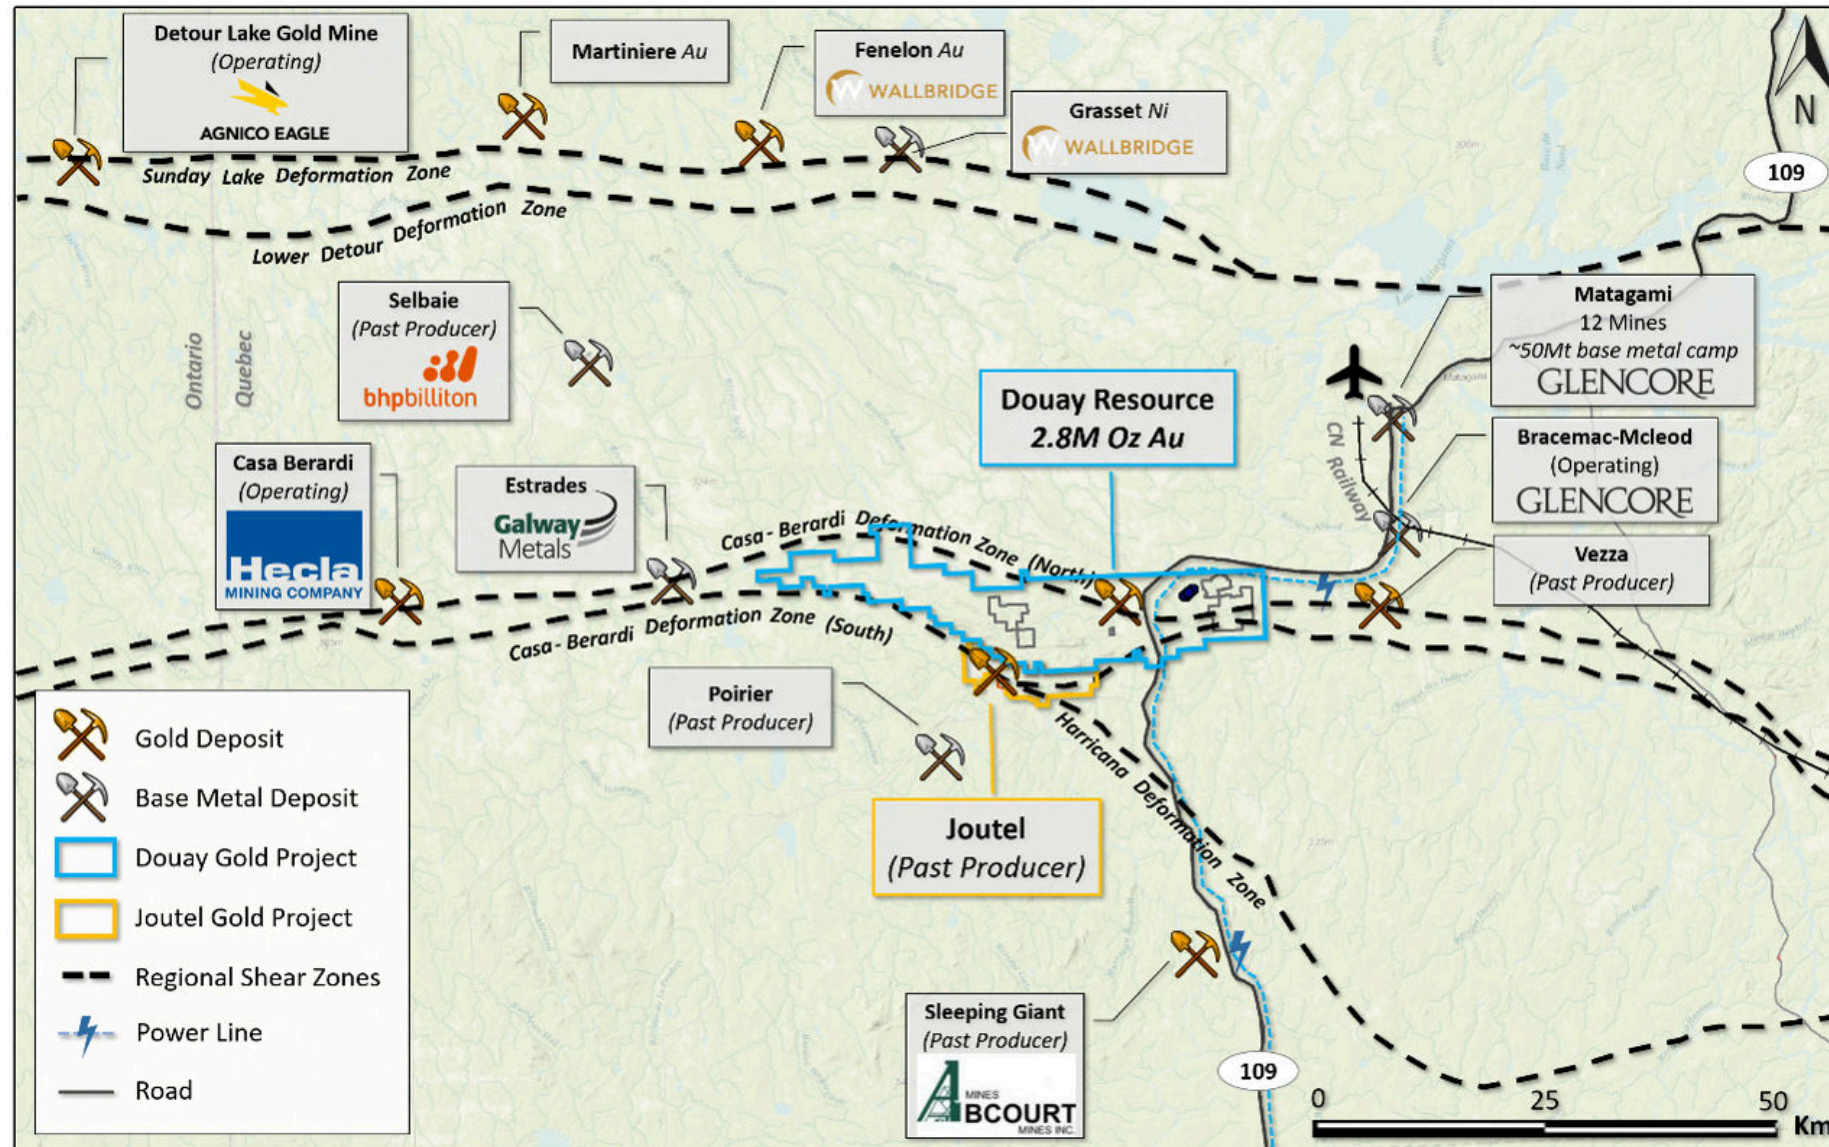 Detour Lake Gold Mine
(Operating)
AGNICO EAGLE
Martiniere Au
Fenelon Au
WALLBRIDGE
Grasset Ni
WALLBRIDGE
N
109
Sunday Lake Deformation Zone
Lower Detour Deformation Zone
Ontario
Quebec
Selbaie
(Past Producer)
bhpbilliton
Matagami
12 Mines
~50Mt base metal camp
GLENCORE
Douay Resource
2.8M Oz Au
CN Railway
Bracemac-Mcleod
(Operating)
GLENCORE
Casa Berardi
(Operating)
Hecla
MINING COMPANY
Estrades
Galway
Metals
Casa-Berardi Deformation Zone (North)
Vezza
(Past Producer)
Casa-Berardi Deformation Zone (South)
Poirier
(Past Producer)
Harricana Deformation Zone
Joutel
(Past Producer)
Gold Deposit
Base Metal Deposit
Douay Gold Project
Joutel Gold Project
Regional Shear Zones
Power Line
Road
Sleeping Giant
(Past Producer)
MINES
ABCOURT
MINES INC.
109
0 25 50
Km